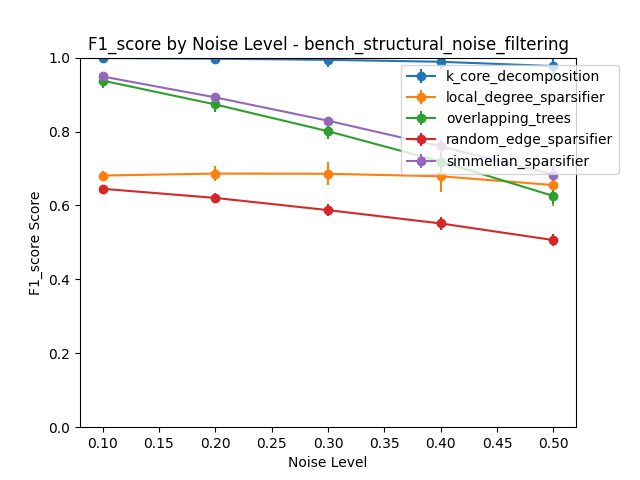 F1_score by Noise Level - bench_structural_noise_filtering
1.0
0.8
0.6
0.4
0.2
0.0
F1_score Score
k_core_decomposition
local_degree_sparsifier
overlapping_trees
random_edge_sparsifier
simmelian_sparsifier
0.10 0.15 0.20 0.25 0.30 0.35 0.40 0.45 0.50
Noise Level